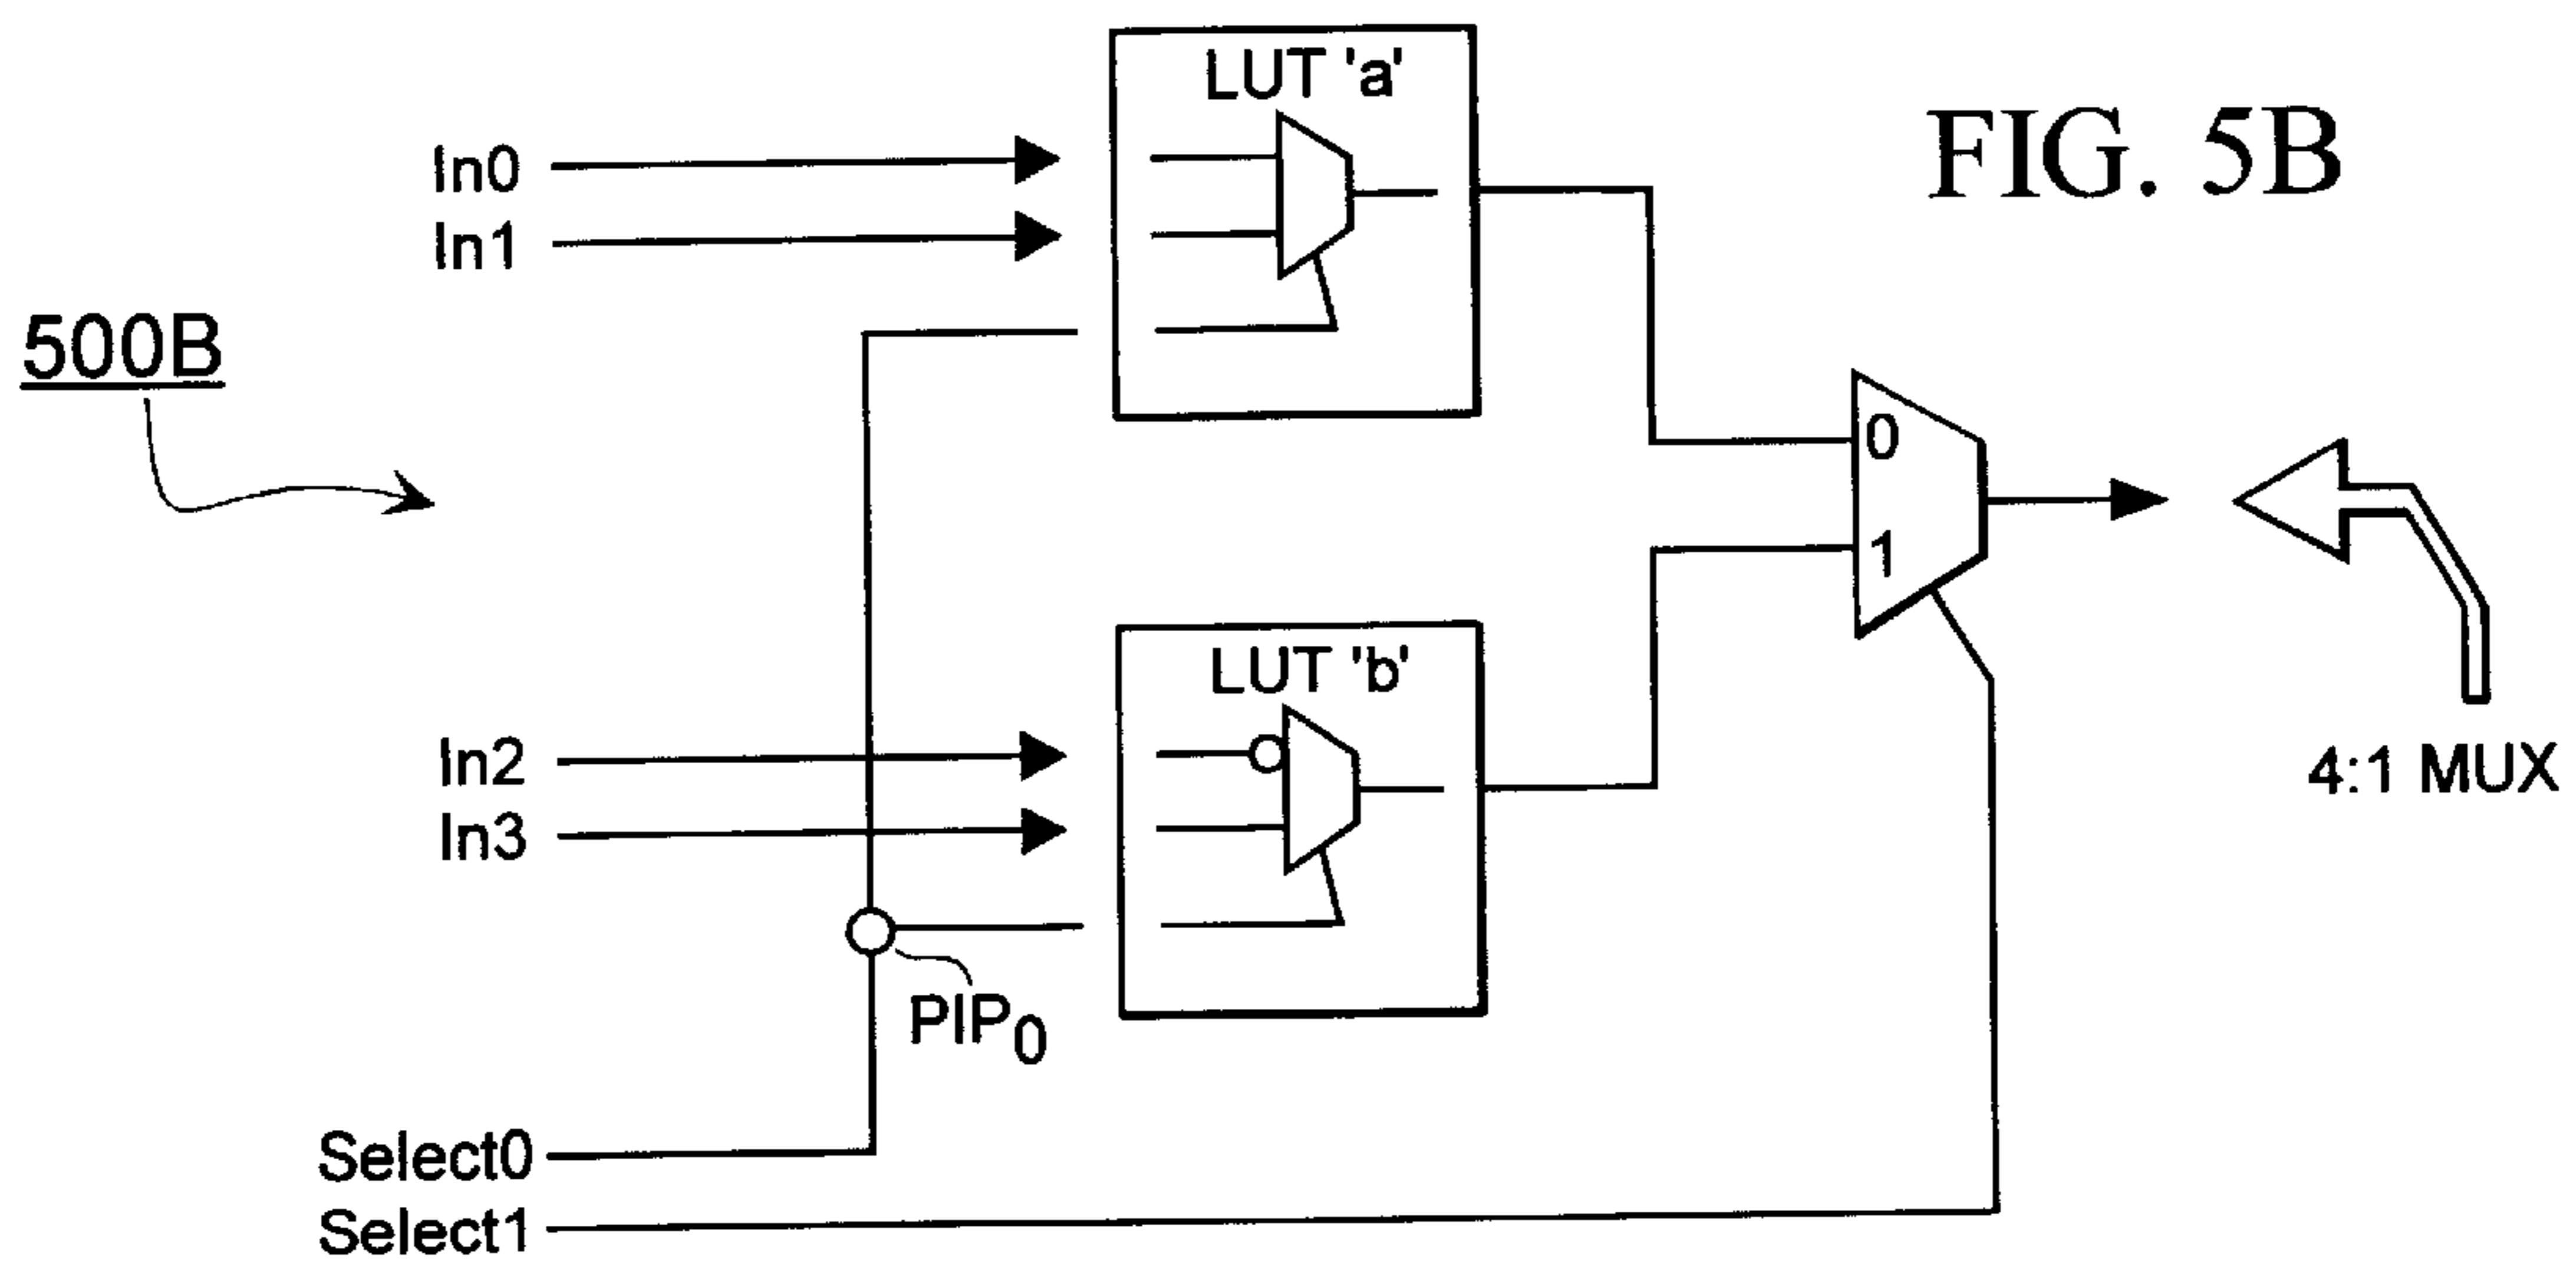 FIG. 5B
LUT 'a'
In0
In1
500B
0
1
LUT 'b'
In2
In3
4:1 MUX
PIP0
Select0
Select1